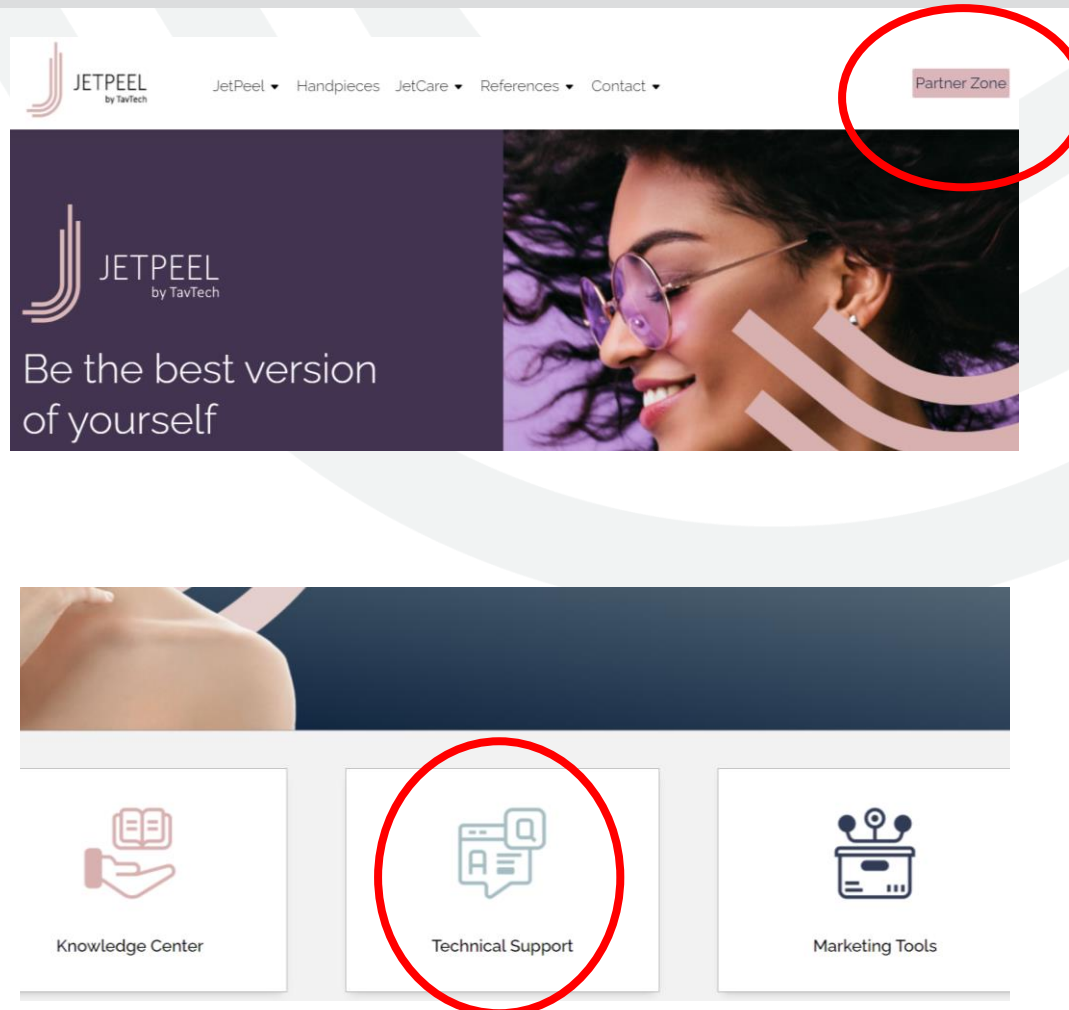 JETPEEL
by TavTech
JetPeel Handpieces JetCare References Contact
Partner Zone
JETPEEL
by TavTech
Be the best version
of yourself
Q
A
Knowledge Center
Technical Support
Marketing Tools